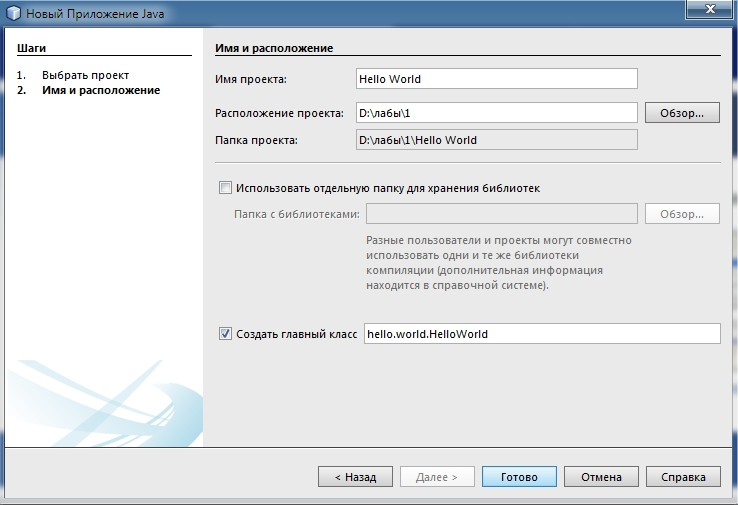 Новый Приложение Java
Шаги
1. Выбрать проект
2. Имя и расположение
Имя и расположение
Имя проекта: Hello World
Расположение проекта: D:\лабы\1 Обзор...
Папка проекта: D:\лабы\1\Hello World
Использовать отдельную папку для хранения библиотек
Папка с библиотеками: Обзор...
Разные пользователи и проекты могут совместно
использовать одни и те же библиотеки
компиляции (дополнительная информация
находится в справочной системе).
Создать главный класс hello.world.HelloWorld
< Назад Далее > Готово Отмена Справка